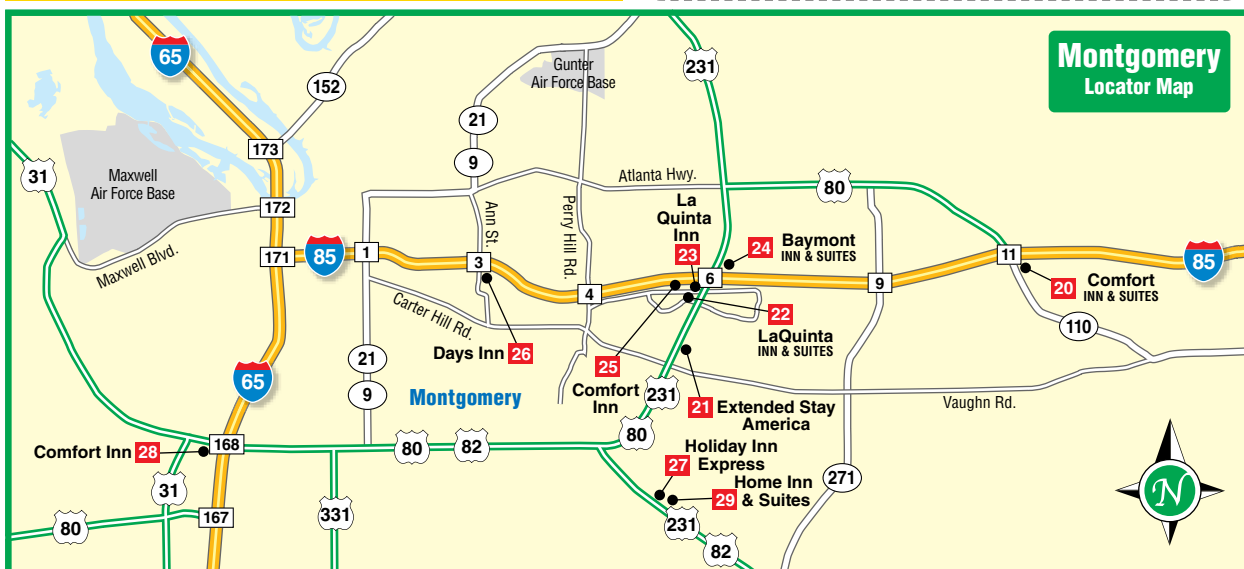 Montgomery
Locator Map
65
152
173
31
Maxwell
Air Force Base
172
Maxwell Blvd.
171
85
1
21
9
Gunter
Air Force Base
231
Atlanta Hwy.
80
Ann St.
3
Perry Hill Rd.
4
La
Quinta
Inn
23
24
Baymont
INN & SUITES
6
9
11
85
20
Comfort
INN & SUITES
110
22
LaQuinta
INN & SUITES
Carter Hill Rd.
Days Inn 26
25
Comfort
Inn
21
9
Montgomery
231
21 Extended Stay
America
Vaughn Rd.
65
Comfort Inn 28
168
80
82
80
Holiday Inn
27 Express
Home Inn
29 & Suites
271
31
331
80
167
231
82
N